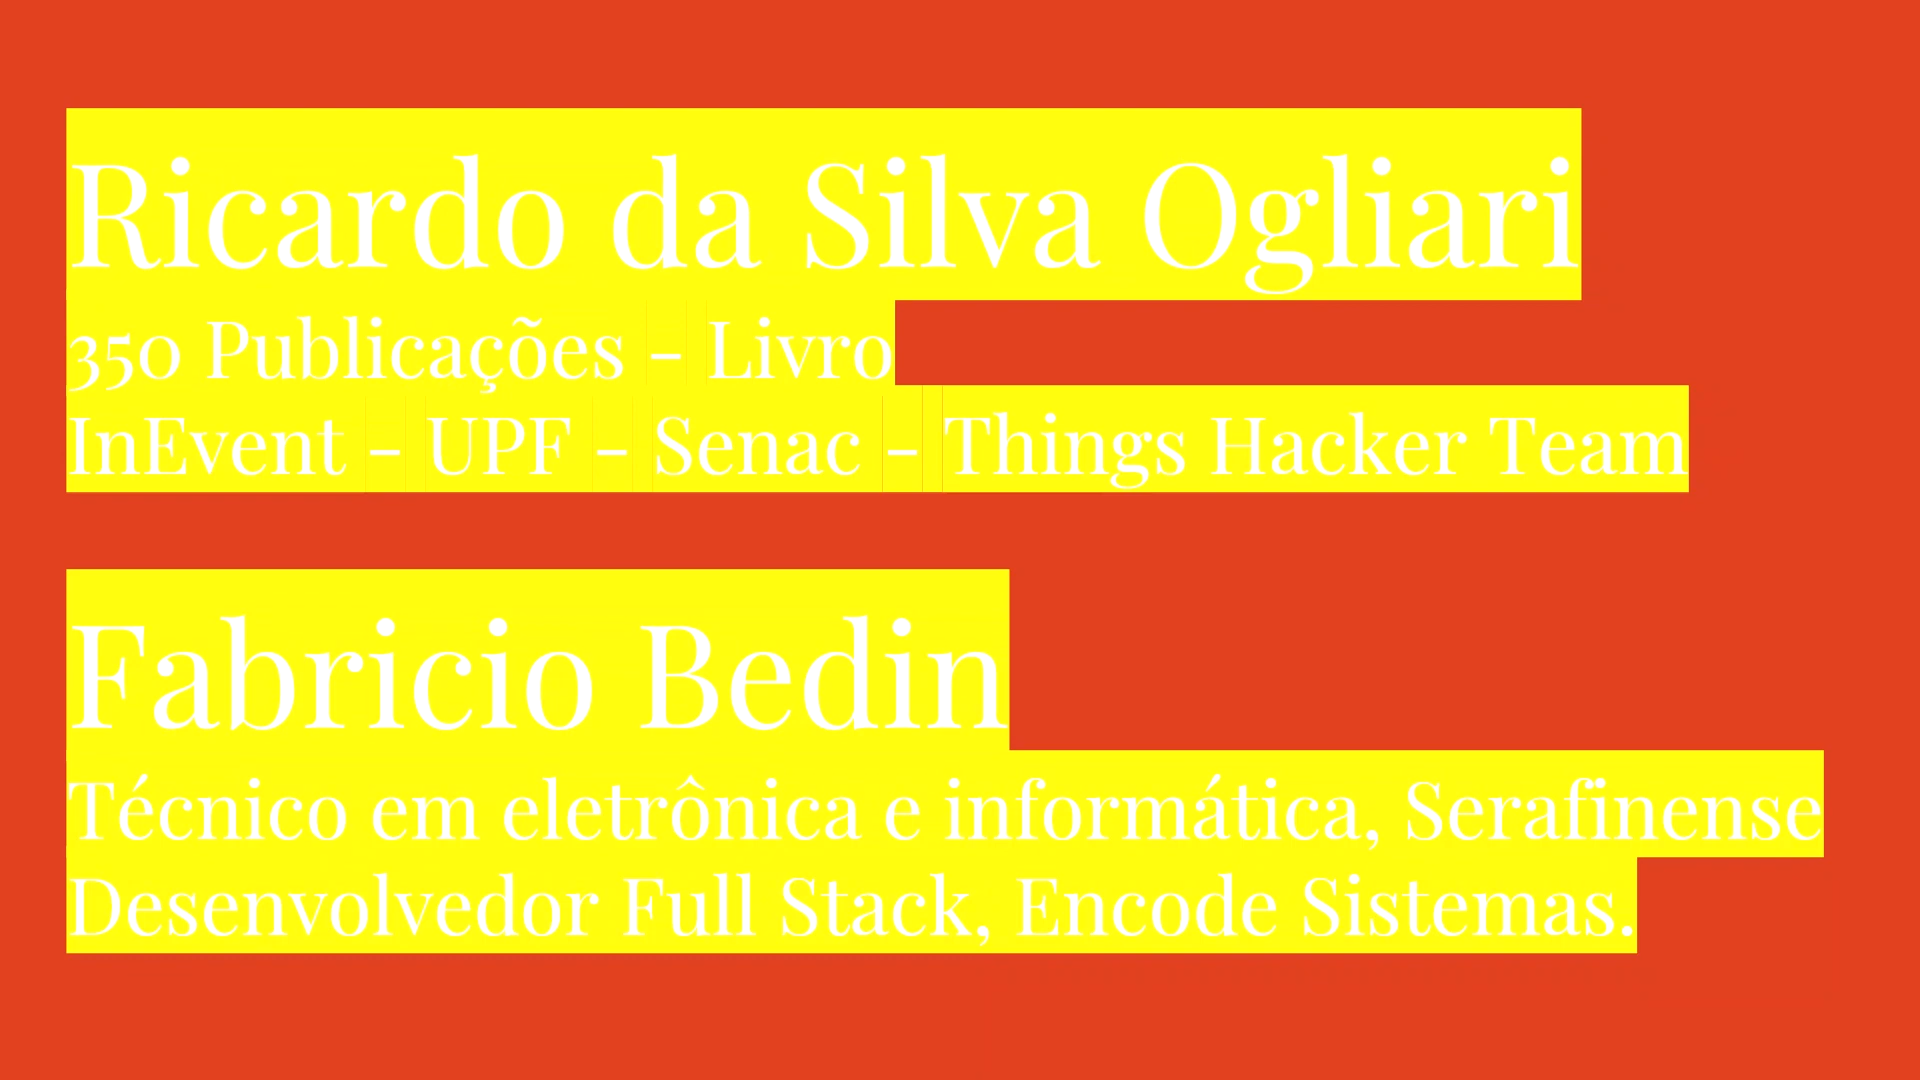 Ricardo da Silva Ogliari
350 Publicações - Livro
InEvent - UPF - Senac - Things Hacker Team
Fabricio Bedin
Técnico em eletrônica e informática, Serafinense
Desenvolvedor Full Stack, Encode Sistemas.